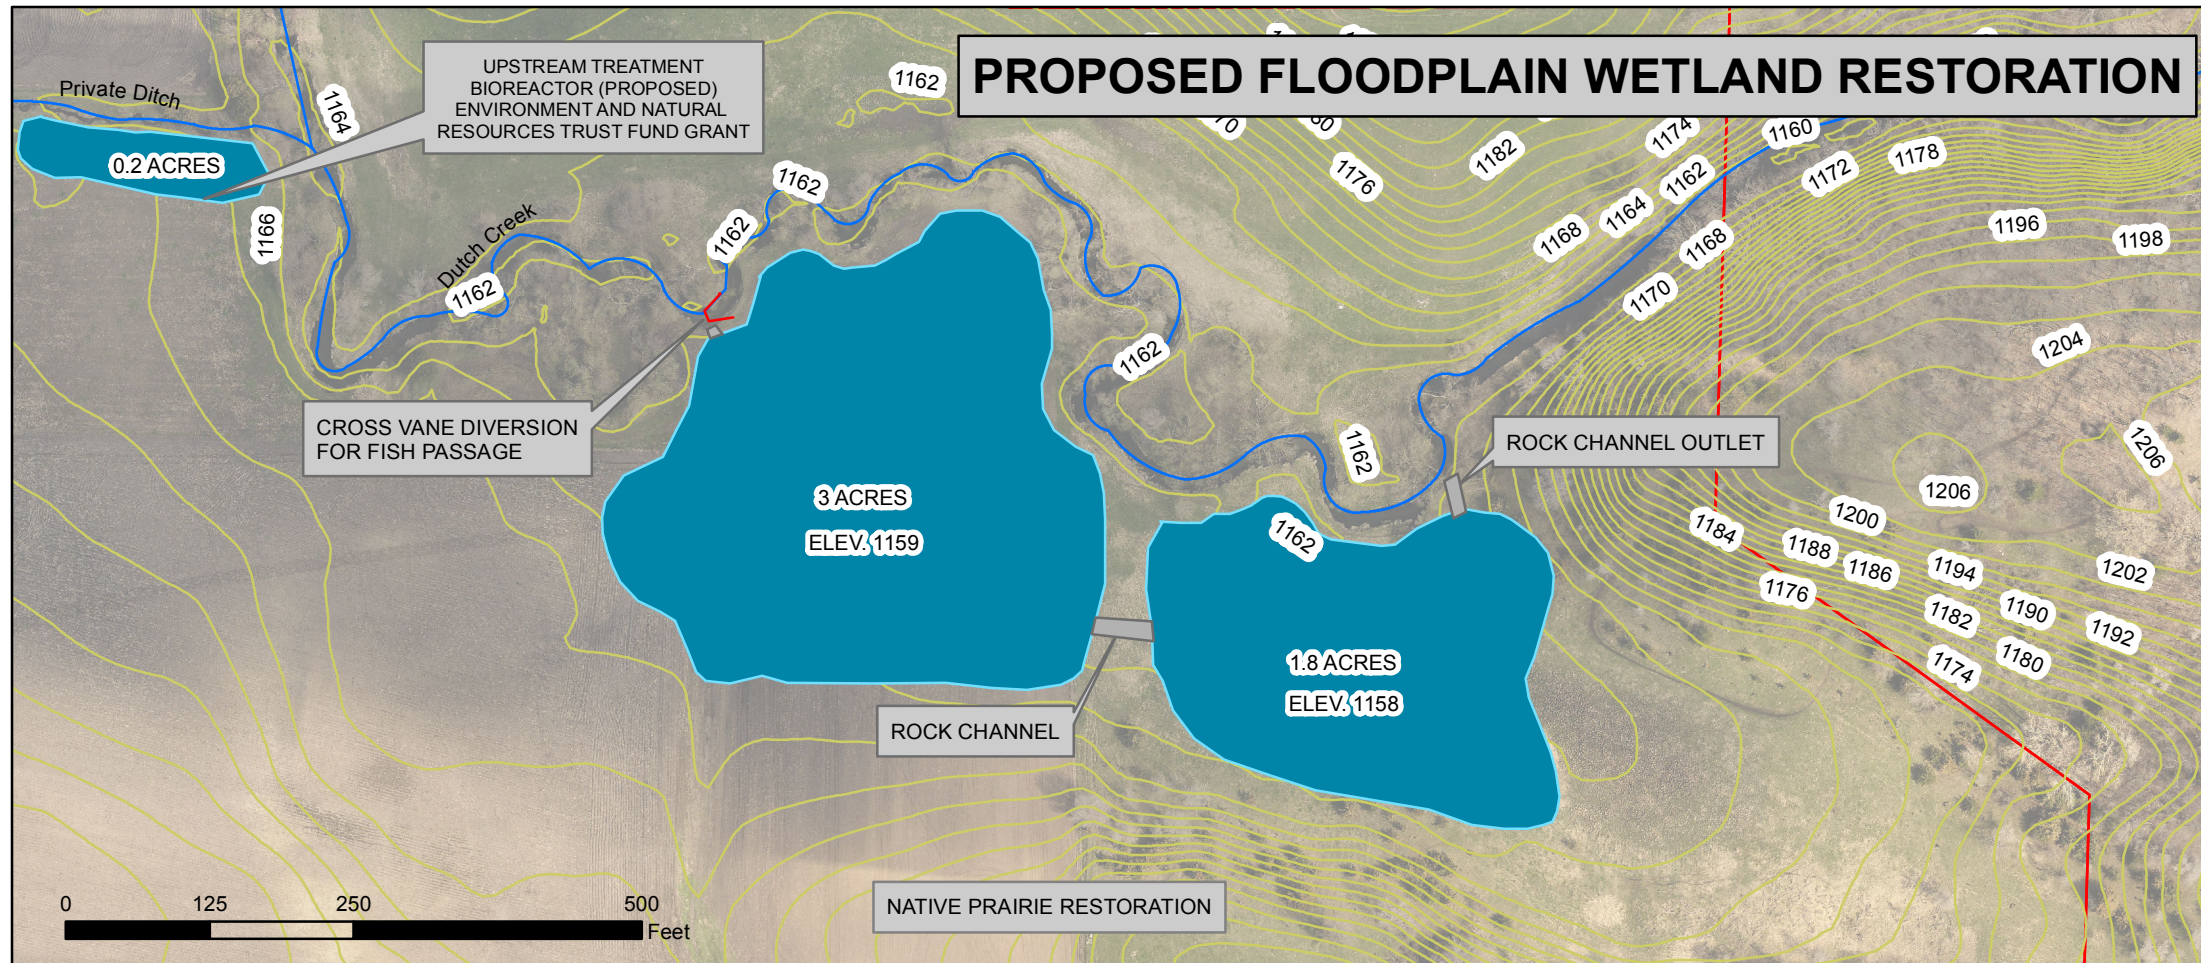 PROPOSED FLOODPLAIN WETLAND RESTORATION
Private Ditch
UPSTREAM TREATMENT
BIOREACTOR (PROPOSED)
ENVIRONMENT AND NATURAL
RESOURCES TRUST FUND GRANT
1164
1162
0.2 ACRES
1166
Dutch Creek
1162
1162
1162
1176
1182
1174
1160
1172
1178
1162
1164
1168
1168
1170
1196
1198
1204
1162
CROSS VANE DIVERSION
FOR FISH PASSAGE
1162
ROCK CHANNEL OUTLET
1206
1206
3 ACRES
ELEV. 1159
1162
1184
1200
1188
1186
1194
1202
1176
1182
1190
1192
1174
1180
1.8 ACRES
ELEV. 1158
ROCK CHANNEL
NATIVE PRAIRIE RESTORATION
0 125 250 500
Feet